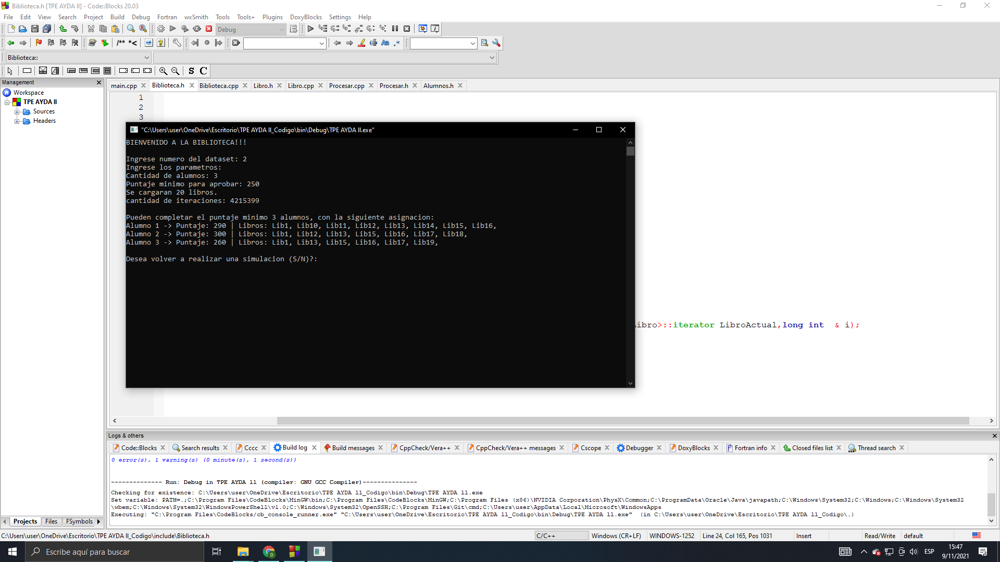 Biblioteca.h [TPE AYDA II] - Code::Blocks 20.03
File Edit View Search Project Build Debug Fortran wxSmith Tools Tools+ Plugins DoxyBlocks Settings Help
Debug
/** *<
Aa .*
Biblioteca::
S C
Management
Workspace
TPE AYDA II
Sources
Headers
main.cpp Biblioteca.h Biblioteca.cpp Libro.h Libro.cpp Procesar.cpp Procesar.h Alumnos.h
1
2
3
"C:\Users\user\OneDrive\Escritorio\TPE AYDA II_Codigo\bin\Debug\TPE AYDA II.exe"
BIENVENIDO A LA BIBLIOTECA!!!
Ingrese numero del dataset: 2
Ingrese los parametros:
Cantidad de alumnos: 3
Puntaje minimo para aprobar: 250
Se cargaran 20 libros.
cantidad de iteraciones: 4215399
Pueden completar el puntaje minimo 3 alumnos, con la siguiente asignacion:
Alumno 1 -> Puntaje: 290 | Libros: Lib1, Lib10, Lib11, Lib12, Lib13, Lib14, Lib15, Lib16,
Alumno 2 -> Puntaje: 300 | Libros: Lib1, Lib12, Lib13, Lib15, Lib16, Lib17, Lib18,
Alumno 3 -> Puntaje: 260 | Libros: Lib1, Lib13, Lib15, Lib16, Lib17, Lib19,
Desea volver a realizar una simulacion (S/N)?:
ibro>::iterator LibroActual,long int & i);
Logs & others
Code::Blocks Search results Cccc Build log Build messages CppCheck/Vera++ CppCheck/Vera++ messages Cscope Debugger DoxyBlocks Fortran info Closed files list Thread search
0 error(s), 1 warning(s) (0 minute(s), 1 second(s))
-------------- Run: Debug in TPE AYDA ll (compiler: GNU GCC Compiler)---------------
Checking for existence: C:\Users\user\OneDrive\Escritorio\TPE AYDA ll_Codigo\bin\Debug\TPE AYDA ll.exe
Set variable: PATH=.;C:\Program Files\CodeBlocks\MinGW\bin;C:\Program Files\CodeBlocks\MinGW;C:\Program Files (x86)\NVIDIA Corporation\PhysX\Common;C:\ProgramData\Oracle\Java\javapath;C:\Windows\System32;C:\Windows;C:\Windows\System32
\wbem;C:\Windows\System32\WindowsPowerShell\v1.0;C:\Windows\System32\OpenSSH;C:\Program Files\Git\cmd;C:\Users\user\AppData\Local\Microsoft\WindowsApps
Executing: "C:\Program Files\CodeBlocks/cb_console_runner.exe" "C:\Users\user\OneDrive\Escritorio\TPE AYDA ll_Codigo\bin\Debug\TPE AYDA ll.exe" (in C:\Users\user\OneDrive\Escritorio\TPE AYDA ll_Codigo\.)
Projects Files FSymbols
C:\Users\user\OneDrive\Escritorio\TPE AYDA II_Codigo\include\Biblioteca.h C/C++ Windows (CR+LF) WINDOWS-1252 Line 24, Col 165, Pos 1031 Insert Read/Write default
Escribe aquí para buscar
ESP
15:47
9/11/2021